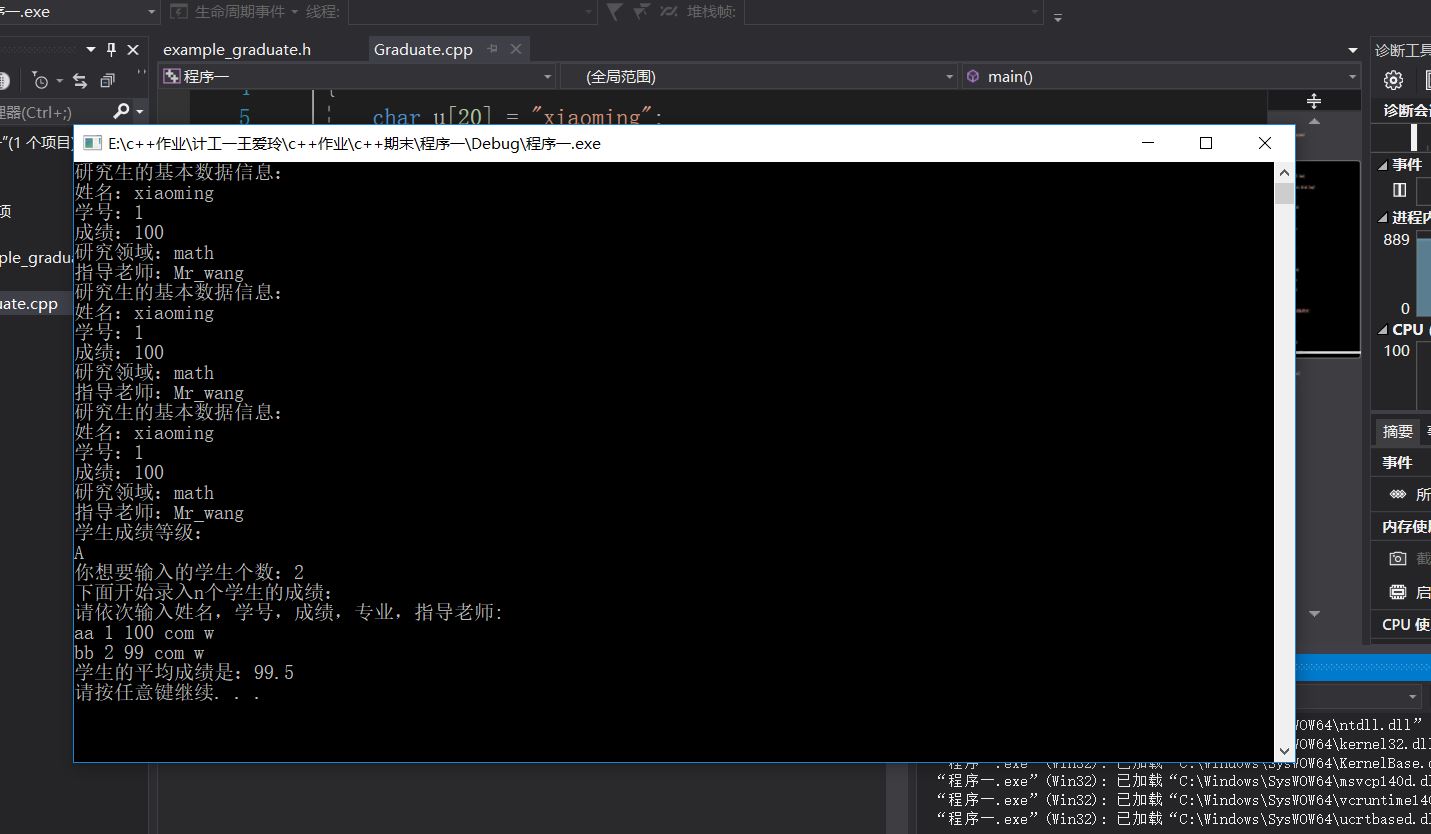 序一.exe 生命周期事件 线程: 堆栈帧:
example_graduate.h Graduate.cpp 诊断工具
程序一 (全局范围) main()
理器(Ctrl+;) 诊断会话
5 char u[20] = "xiaoming";
(1 个项目)
E:\c++作业\计工一王爱玲\c++作业\c++期末\程序一\Debug\程序一.exe
研究生的基本数据信息:
姓名: xiaoming
学号: 1
成绩: 100
研究领域: math
指导老师: Mr_wang
研究生的基本数据信息:
姓名: xiaoming
学号: 1
成绩: 100
研究领域: math
指导老师: Mr_wang
研究生的基本数据信息:
姓名: xiaoming
学号: 1
成绩: 100
研究领域: math
指导老师: Mr_wang
学生成绩等级:
A
你想要输入的学生个数: 2
下面开始录入n个学生的成绩:
请依次输入姓名, 学号, 成绩, 专业, 指导老师:
aa 1 100 com w
bb 2 99 com w
学生的平均成绩是: 99.5
请按任意键继续. . .
项
ple_gradua
uate.cpp
事件
进程内
889
0
CPU (
100
摘要
事件
所
内存使用
截
启
CPU 使
WOW64\ntdll.dll”
WOW64\kernel32.dll
“程序一.exe”(Win32): 已加载“C:\Windows\SysWOW64\KernelBase.d
“程序一.exe”(Win32): 已加载“C:\Windows\SysWOW64\msvcp140d.dl
“程序一.exe”(Win32): 已加载“C:\Windows\SysWOW64\vcruntime140
“程序一.exe”(Win32): 已加载“C:\Windows\SysWOW64\ucrtbased.dl